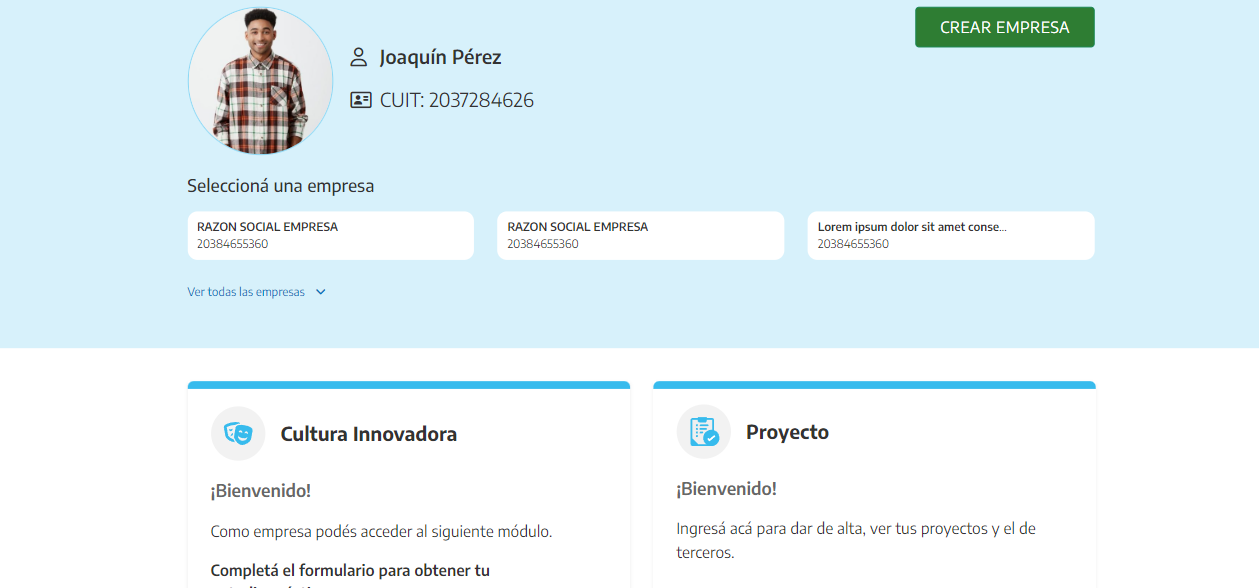 CREAR EMPRESA
Joaquín Pérez
CUIT: 2037284626
Seleccioná una empresa
RAZON SOCIAL EMPRESA
20384655360
RAZON SOCIAL EMPRESA
20384655360
Lorem ipsum dolor sit amet conse...
20384655360
Ver todas las empresas
Cultura Innovadora
¡Bienvenido!
Como empresa podés acceder al siguiente módulo.
Completá el formulario para obtener tu
Proyecto
¡Bienvenido!
Ingresá acá para dar de alta, ver tus proyectos y el de
terceros.